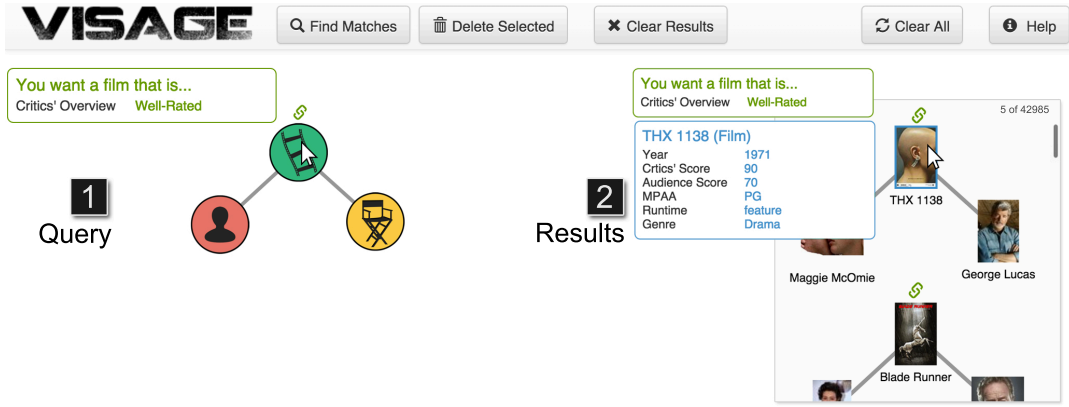 VISAGE
Find Matches
Delete Selected
Clear Results
Clear All
Help
You want a film that is...
Critics' Overview Well-Rated
1
Query
2
Results
You want a film that is...
Critics' Overview Well-Rated
5 of 42985
THX 1138 (Film)
Year 1971
Crtics' Score 90
Audience Score 70
MPAA PG
Runtime feature
Genre Drama
THX 1138
Maggie McOmie
George Lucas
Blade Runner